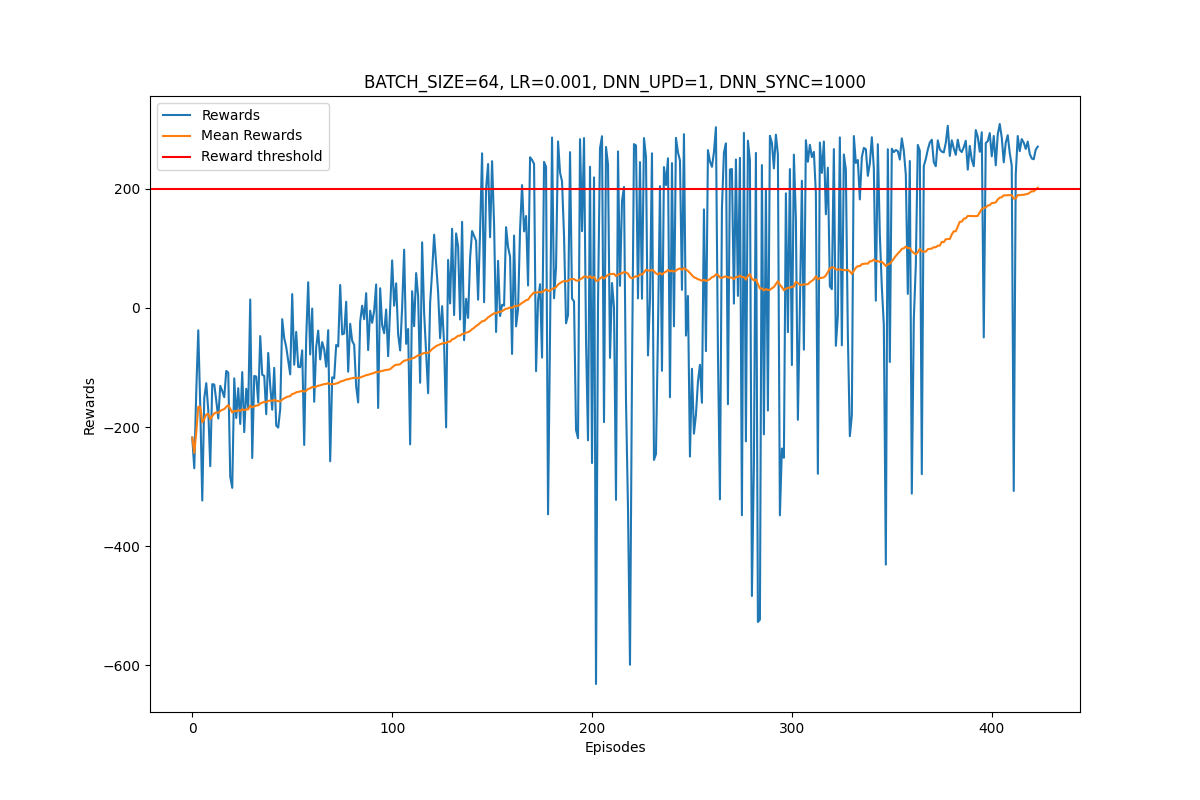 BATCH_SIZE=64, LR=0.001, DNN_UPD=1, DNN_SYNC=1000
Rewards
Mean Rewards
Reward threshold
200
0
−200
−400
−600
Rewards
0
100
200
300
400
Episodes